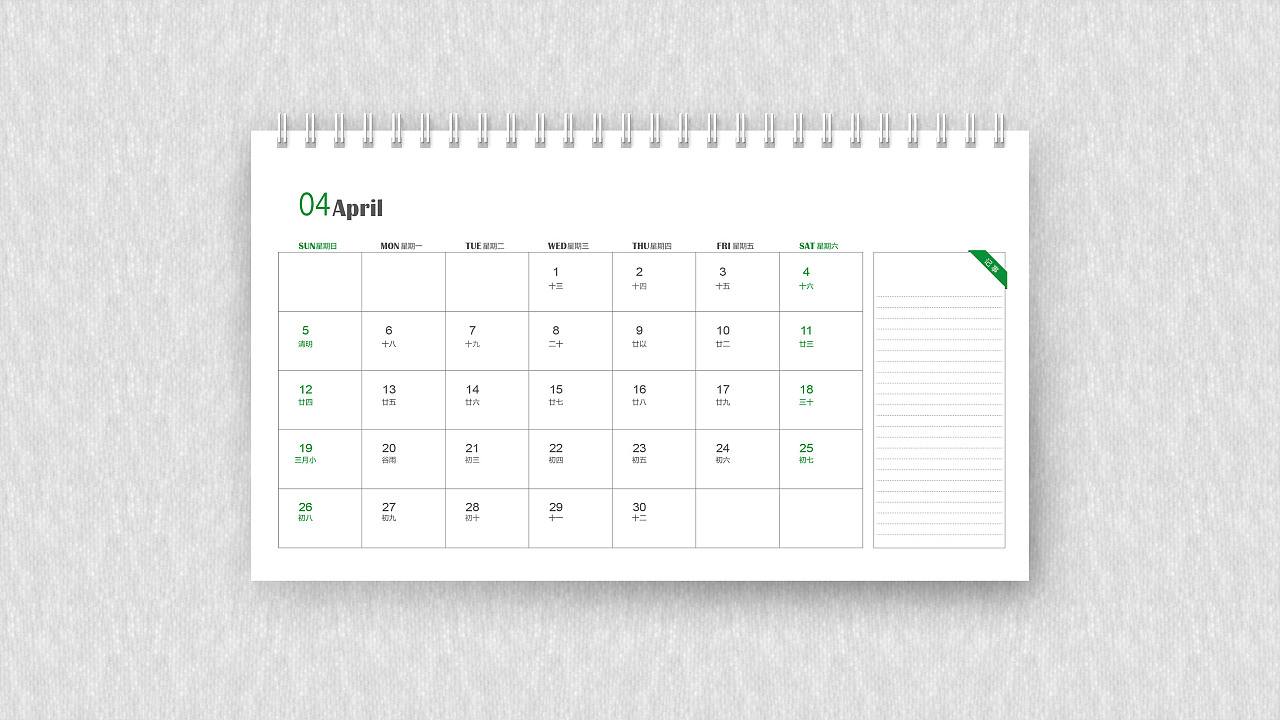 04 April
SUN星期日 MON星期一 TUE星期二 WED星期三 THU星期四 FRI星期五 SAT星期六
记事
1 2 3 4
十三 十四 十五 十六
5 6 7 8 9 10 11
清明 十八 十九 二十 廿以 廿二 廿三
12 13 14 15 16 17 18
廿四 廿五 廿六 廿七 廿八 廿九 三十
19 20 21 22 23 24 25
三月小 谷雨 初三 初四 初五 初六 初七
26 27 28 29 30
初八 初九 初十 十一 十二